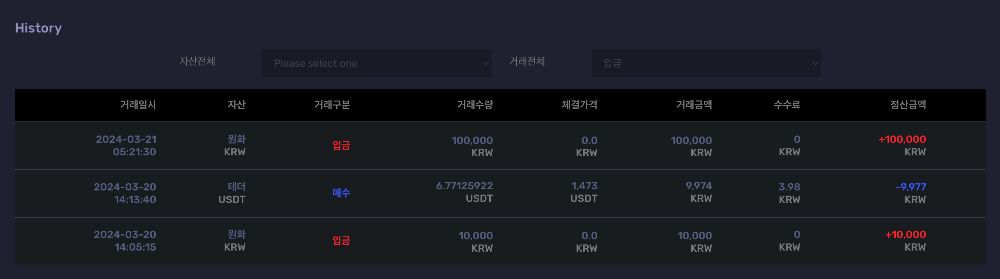 History
자산전체 Please select one 거래전체 입금
거래일시 자산 거래구분 거래수량 체결가격 거래금액 수수료 정산금액
2024-03-21 원화 입금 100,000 0.0 100,000 0 +100,000
05:21:30 KRW KRW KRW KRW KRW KRW
2024-03-20 테더 매수 6.77125922 1,473 9,974 3.98 -9,977
14:13:40 USDT USDT USDT KRW KRW KRW
2024-03-20 원화 입금 10,000 0.0 10,000 0 +10,000
14:05:15 KRW KRW KRW KRW KRW KRW